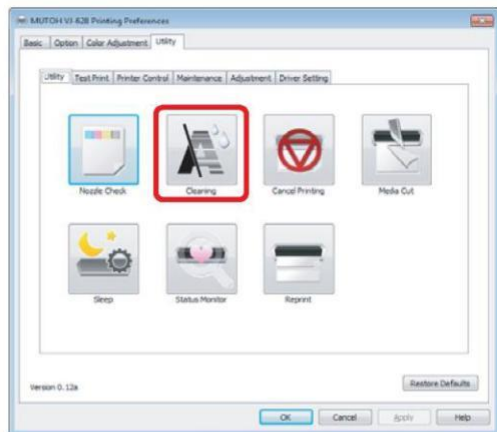 MUTOH VJ-628 Printing Preferences
Basic Option Color Adjustment Utility
Utility Test Print Printer Control Maintenance Adjustment Driver Setting
Nozzle Check Cleaning Cancel Printing Media Cut
Sleep Status Monitor Reprint
Version 0.12a Restore Defaults
OK Cancel Apply Help